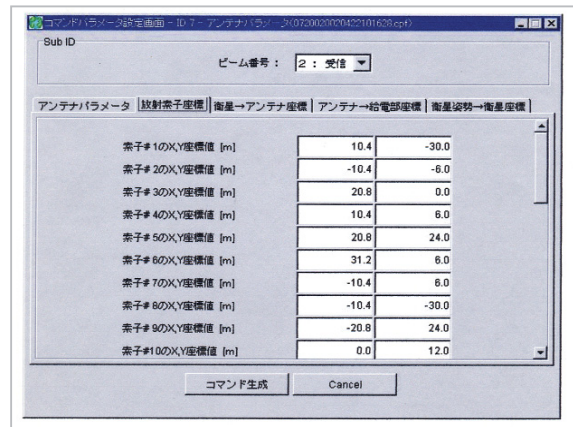 コマンドパラメータ設定画面 - ID 7 - アンテナパラメータ(0720020020422101628.cpf)
Sub ID
ビーム番号： 2 ： 受信
アンテナパラメータ 放射素子座標 衛星→アンテナ座標 アンテナ→給電部座標 衛星姿勢→衛星座標
素子# 1のX,Y座標値 [m] 10.4 -30.0
素子# 2のX,Y座標値 [m] -10.4 -6.0
素子# 3のX,Y座標値 [m] 20.8 0.0
素子# 4のX,Y座標値 [m] 10.4 6.0
素子# 5のX,Y座標値 [m] 20.8 24.0
素子# 6のX,Y座標値 [m] 31.2 6.0
素子# 7のX,Y座標値 [m] -10.4 6.0
素子# 8のX,Y座標値 [m] -10.4 -30.0
素子# 9のX,Y座標値 [m] -20.8 24.0
素子#10のX,Y座標値 [m] 0.0 12.0
コマンド生成 Cancel